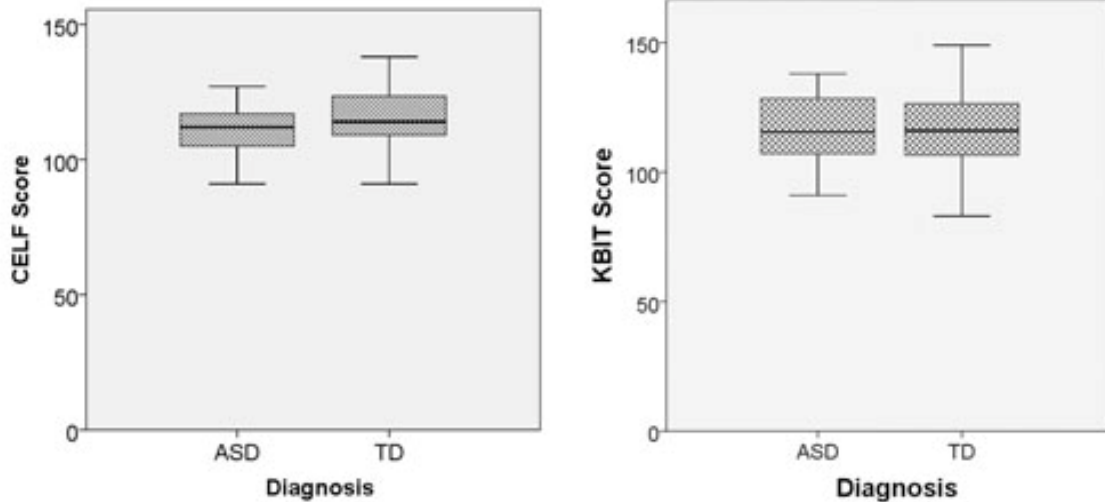 150
100
50
0
CELF Score
ASD TD
Diagnosis
150
100
50
0
KBIT Score
ASD TD
Diagnosis